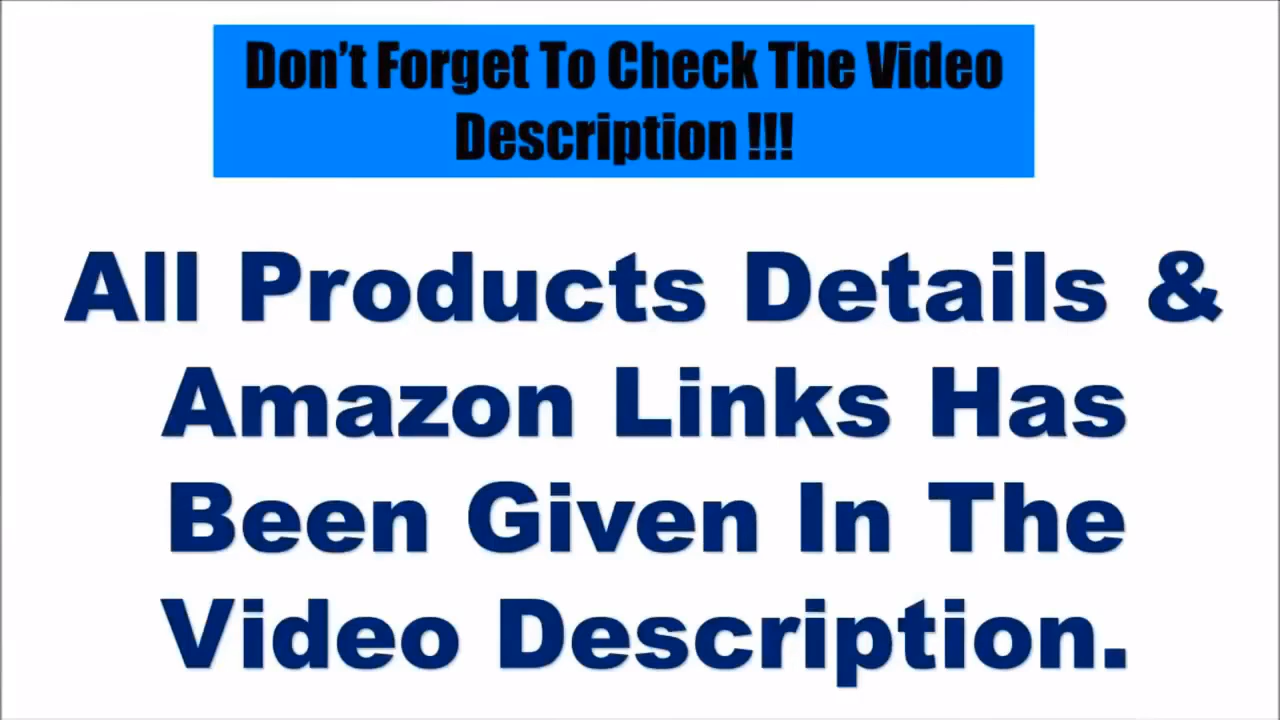 Don’t Forget To Check The Video
Description !!!
All Products Details &
Amazon Links Has
Been Given In The
Video Description.